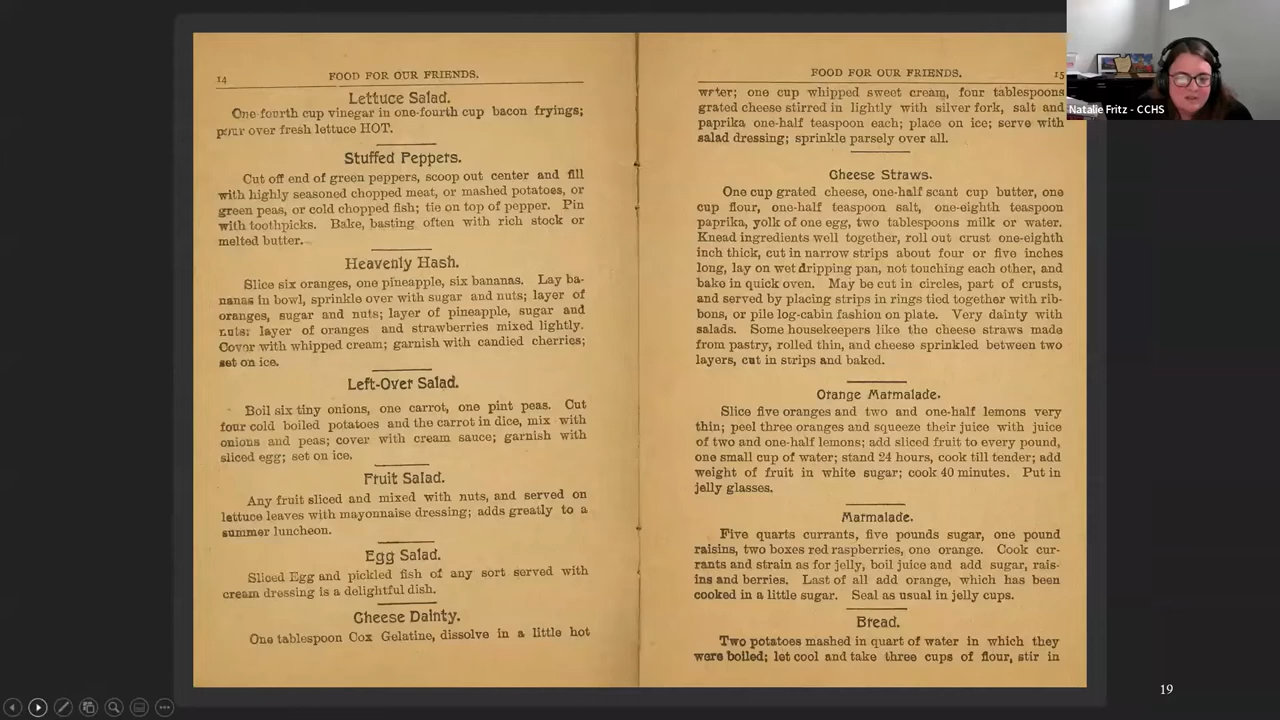 14 FOOD FOR OUR FRIENDS.
Lettuce Salad.
One-fourth cup vinegar in one-fourth cup bacon fryings;
pour over fresh lettuce HOT.
Stuffed Peppers.
Cut off end of green peppers, scoop out center and fill
with highly seasoned chopped meat, or mashed potatoes, or
green peas, or cold chopped fish; tie on top of pepper. Pin
with toothpicks. Bake, basting often with rich stock or
melted butter.
Heavenly Hash.
Slice six oranges, one pineapple, six bananas. Lay ba-
nanas in bowl, sprinkle over with sugar and nuts; layer of
oranges, sugar and nuts; layer of pineapple, sugar and
nuts; layer of oranges and strawberries mixed lightly.
Cover with whipped cream; garnish with candied cherries;
set on ice.
Left-Over Salad.
Boil six tiny onions, one carrot, one pint peas. Cut
four cold boiled potatoes and the carrot in dice, mix with
onions and peas; cover with cream sauce; garnish with
sliced egg; set on ice.
Fruit Salad.
Any fruit sliced and mixed with nuts, and served on
lettuce leaves with mayonnaise dressing; adds greatly to a
summer luncheon.
Egg Salad.
Sliced Egg and pickled fish of any sort served with
cream dressing is a delightful dish.
Cheese Dainty.
One tablespoon Cox Gelatine, dissolve in a little hot
FOOD FOR OUR FRIENDS. 15
water; one cup whipped sweet cream, four tablespoons
grated cheese stirred in lightly with silver fork, salt and
paprika one-half teaspoon each; place on ice; serve with
salad dressing; sprinkle parsely over all.
Cheese Straws.
One cup grated cheese, one-half scant cup butter, one
cup flour, one-half teaspoon salt, one-eighth teaspoon
paprika, yolk of one egg, two tablespoons milk or water.
Knead ingredients well together, roll out crust one-eighth
inch thick, cut in narrow strips about four or five inches
long, lay on wet dripping pan, not touching each other, and
bake in quick oven. May be cut in circles, part of crusts,
and served by placing strips in rings tied together with rib-
bons, or pile log-cabin fashion on plate. Very dainty with
salads. Some housekeepers like the cheese straws made
from pastry, rolled thin, and cheese sprinkled between two
layers, cut in strips and baked.
Orange Marmalade.
Slice five oranges and two and one-half lemons very
thin; peel three oranges and squeeze their juice with juice
of two and one-half lemons; add sliced fruit to every pound,
one small cup of water; stand 24 hours, cook till tender; add
weight of fruit in white sugar; cook 40 minutes. Put in
jelly glasses.
Marmalade.
Five quarts currants, five pounds sugar, one pound
raisins, two boxes red raspberries, one orange. Cook cur-
rants and strain as for jelly, boil juice and add sugar, rais-
ins and berries. Last of all add orange, which has been
cooked in a little sugar. Seal as usual in jelly cups.
Bread.
Two potatoes mashed in quart of water in which they
were boiled; let cool and take three cups of flour, stir in
Natalie Fritz - CCHS
19